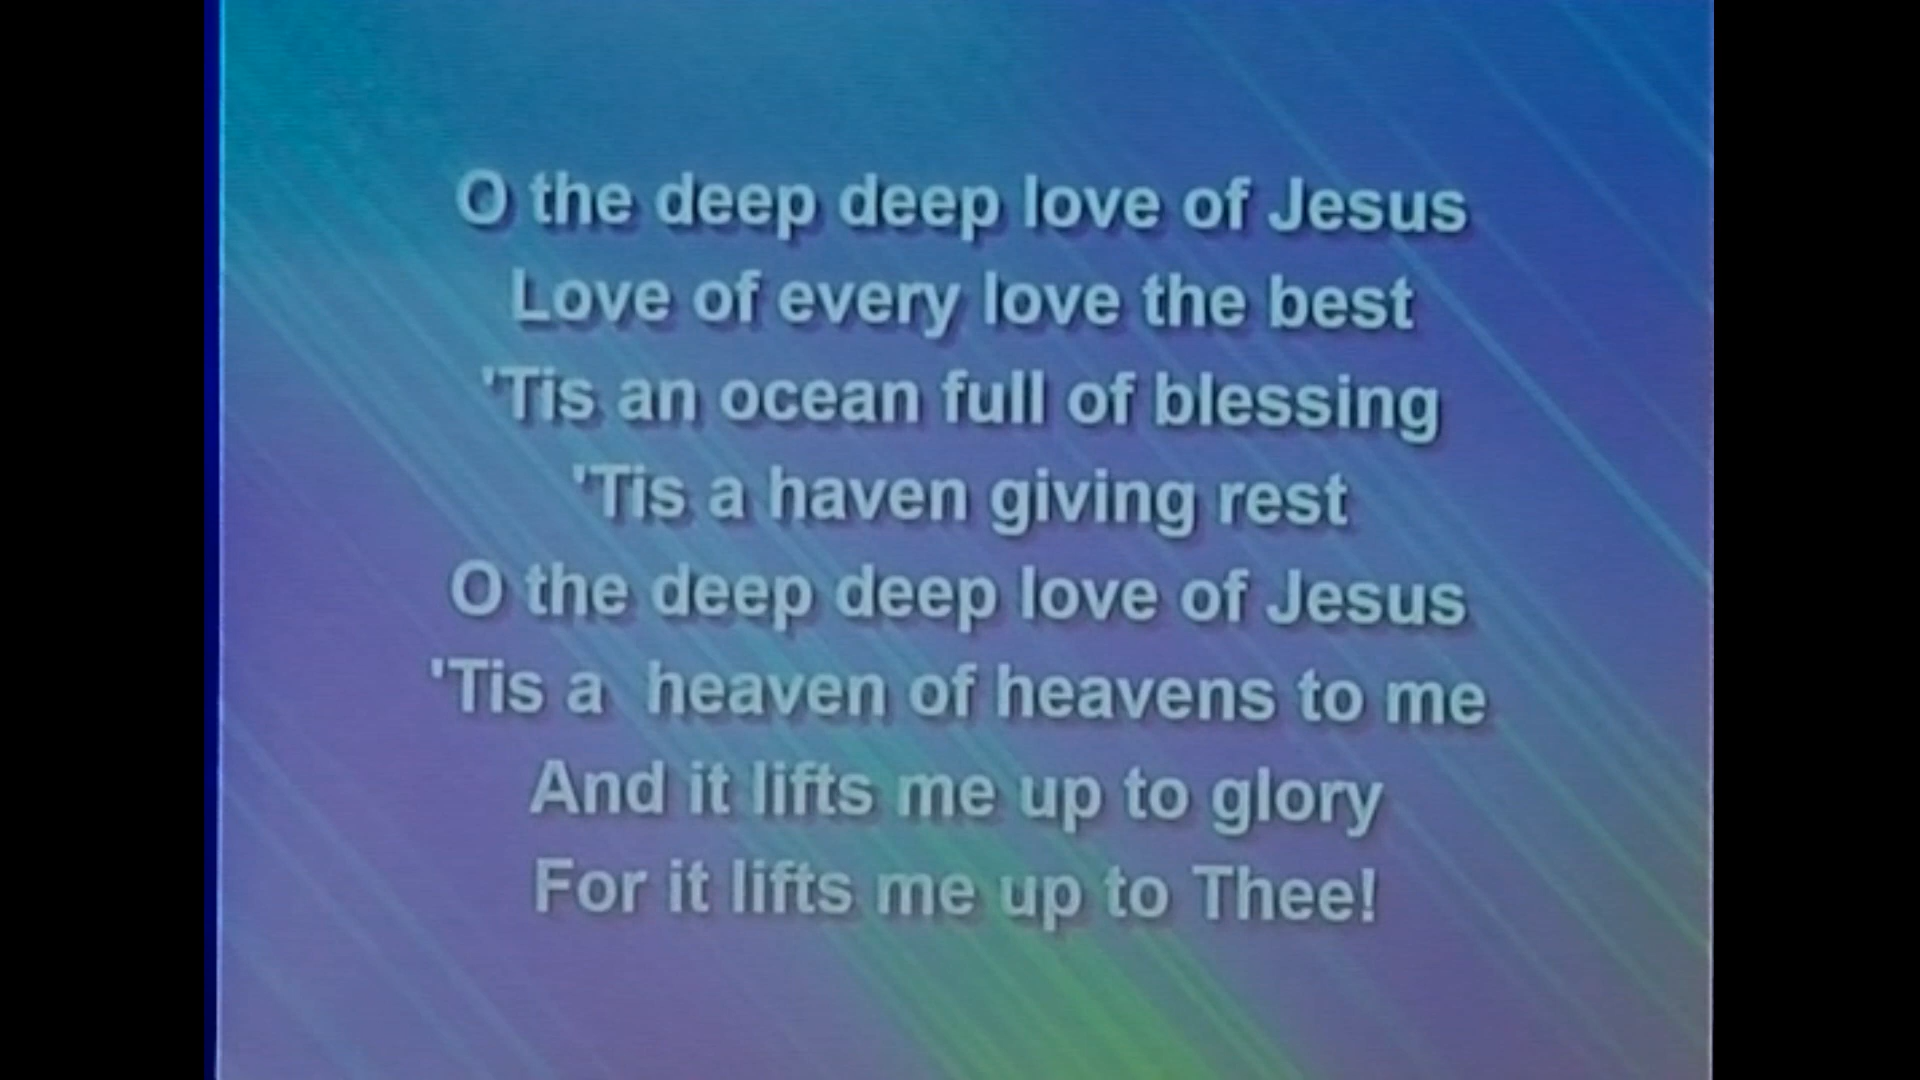 O the deep deep love of Jesus
Love of every love the best
'Tis an ocean full of blessing
'Tis a haven giving rest
O the deep deep love of Jesus
'Tis a heaven of heavens to me
And it lifts me up to glory
For it lifts me up to Thee!